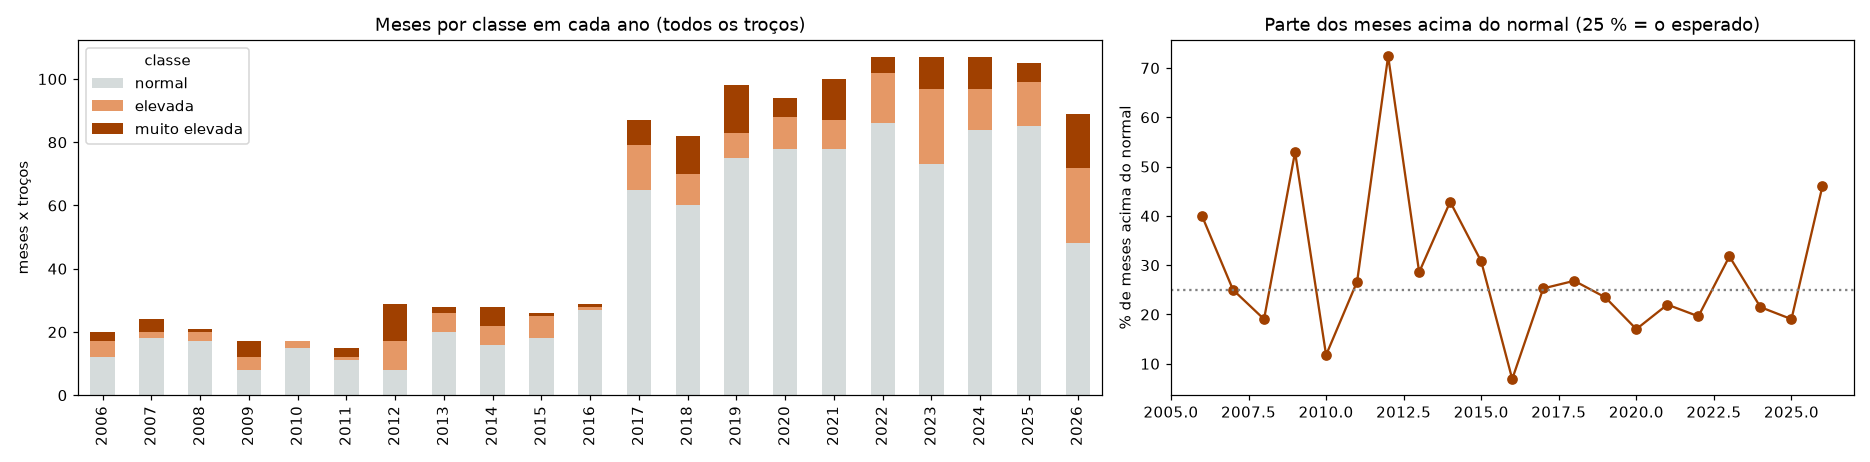 Meses por classe em cada ano (todos os troços)
classe
normal
elevada
muito elevada
meses x troços
100
80
60
40
20
0
2006 2007 2008 2009 2010 2011 2012 2013 2014 2015 2016 2017 2018 2019 2020 2021 2022 2023 2024 2025 2026
Parte dos meses acima do normal (25 % = o esperado)
% de meses acima do normal
70
60
50
40
30
20
10
2005.0 2007.5 2010.0 2012.5 2015.0 2017.5 2020.0 2022.5 2025.0